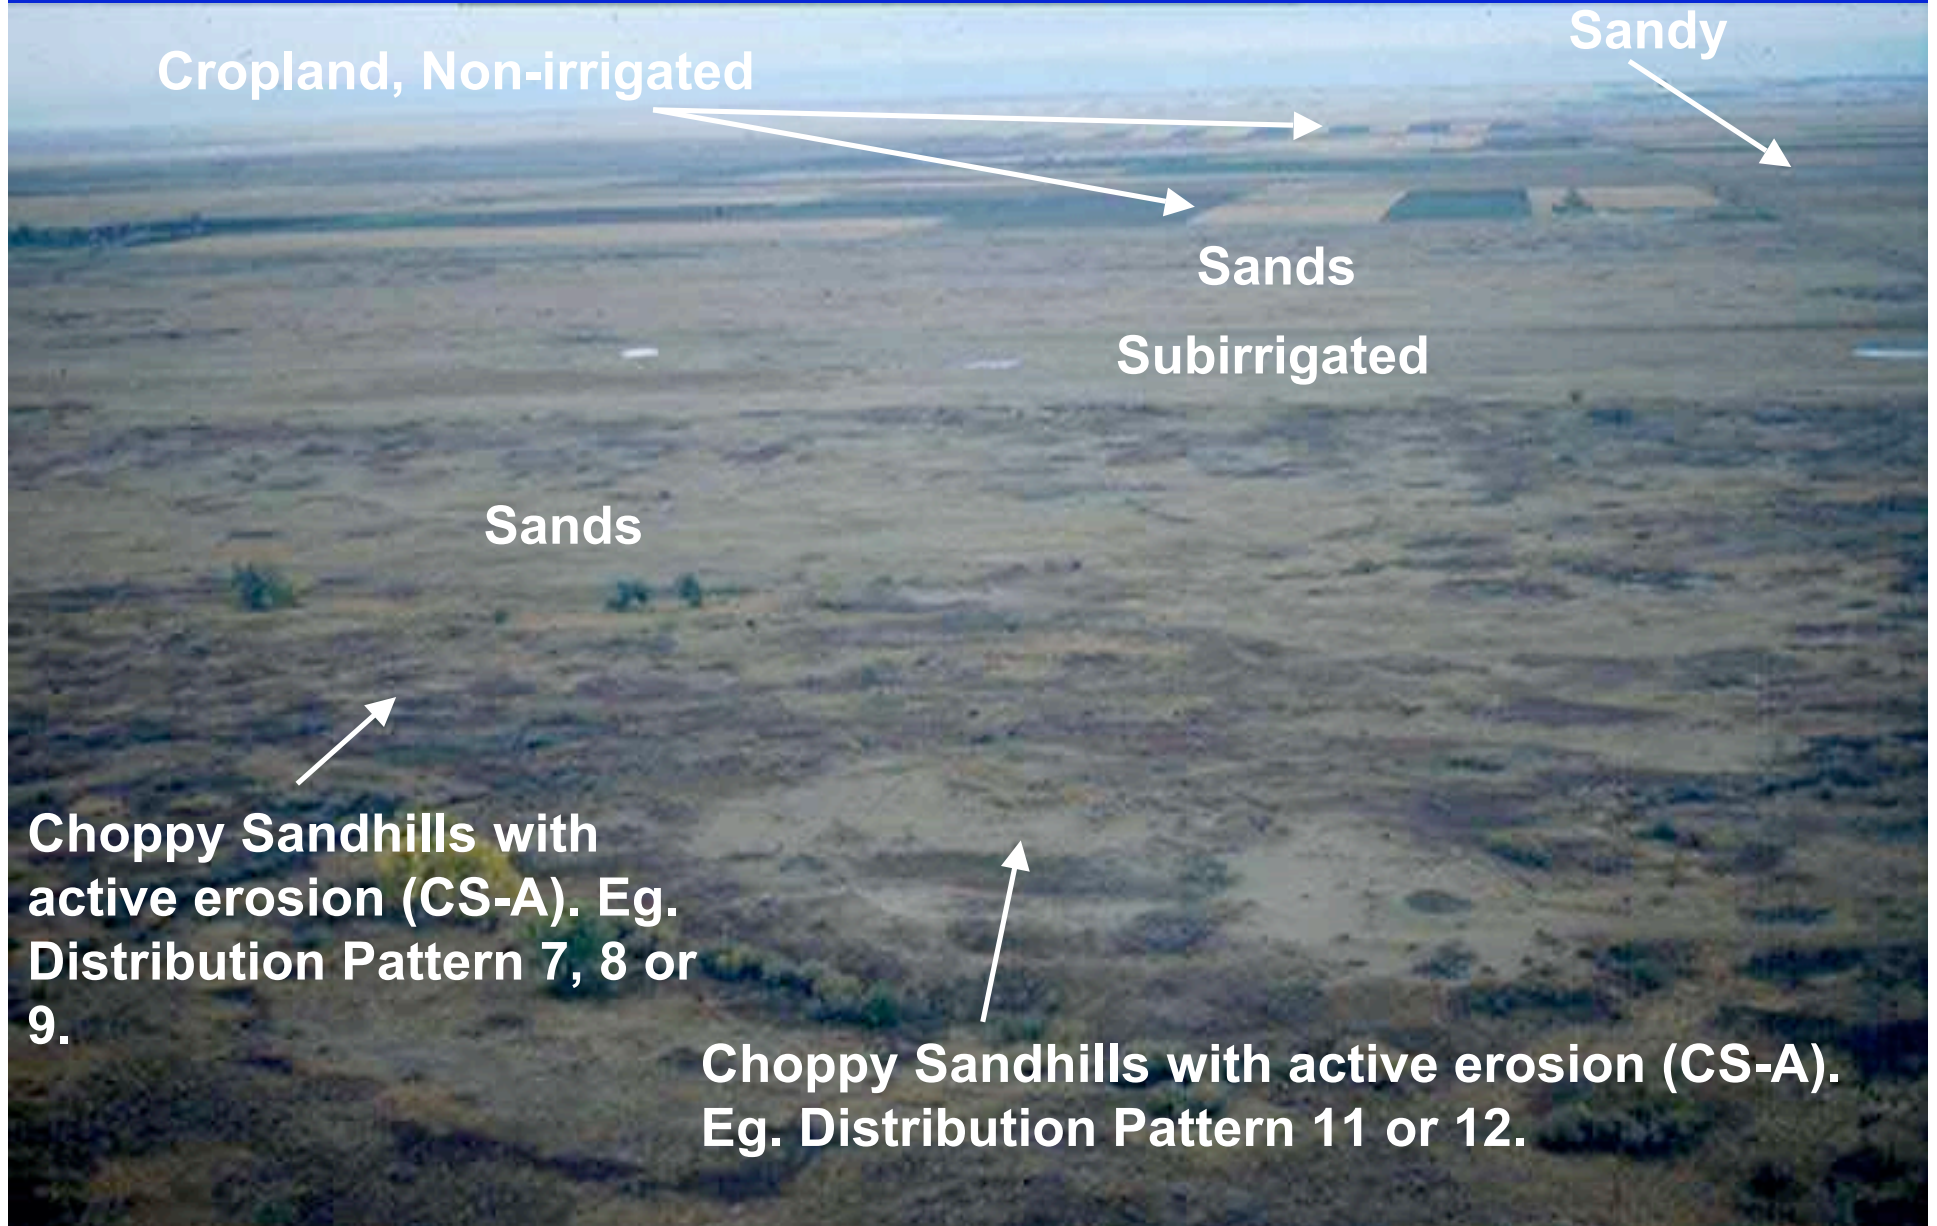 Sandy
Cropland, Non-irrigated
Sands
Subirrigated
Sands
Choppy Sandhills with
active erosion (CS-A). Eg.
Distribution Pattern 7, 8 or
9.
Choppy Sandhills with active erosion (CS-A).
Eg. Distribution Pattern 11 or 12.